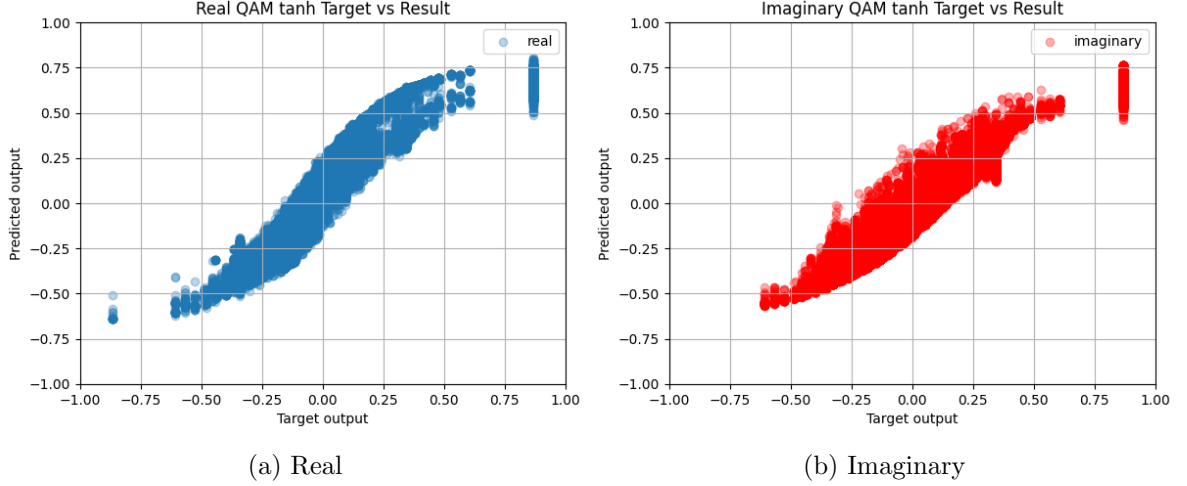 Real QAM tanh Target vs Result
1.00
0.75
0.50
0.25
0.00
−0.25
−0.50
−0.75
−1.00
Predicted output
real
−1.00 −0.75 −0.50 −0.25 0.00 0.25 0.50 0.75 1.00
Target output
(a) Real
Imaginary QAM tanh Target vs Result
1.00
0.75
0.50
0.25
0.00
−0.25
−0.50
−0.75
−1.00
Predicted output
imaginary
−1.00 −0.75 −0.50 −0.25 0.00 0.25 0.50 0.75 1.00
Target output
(b) Imaginary